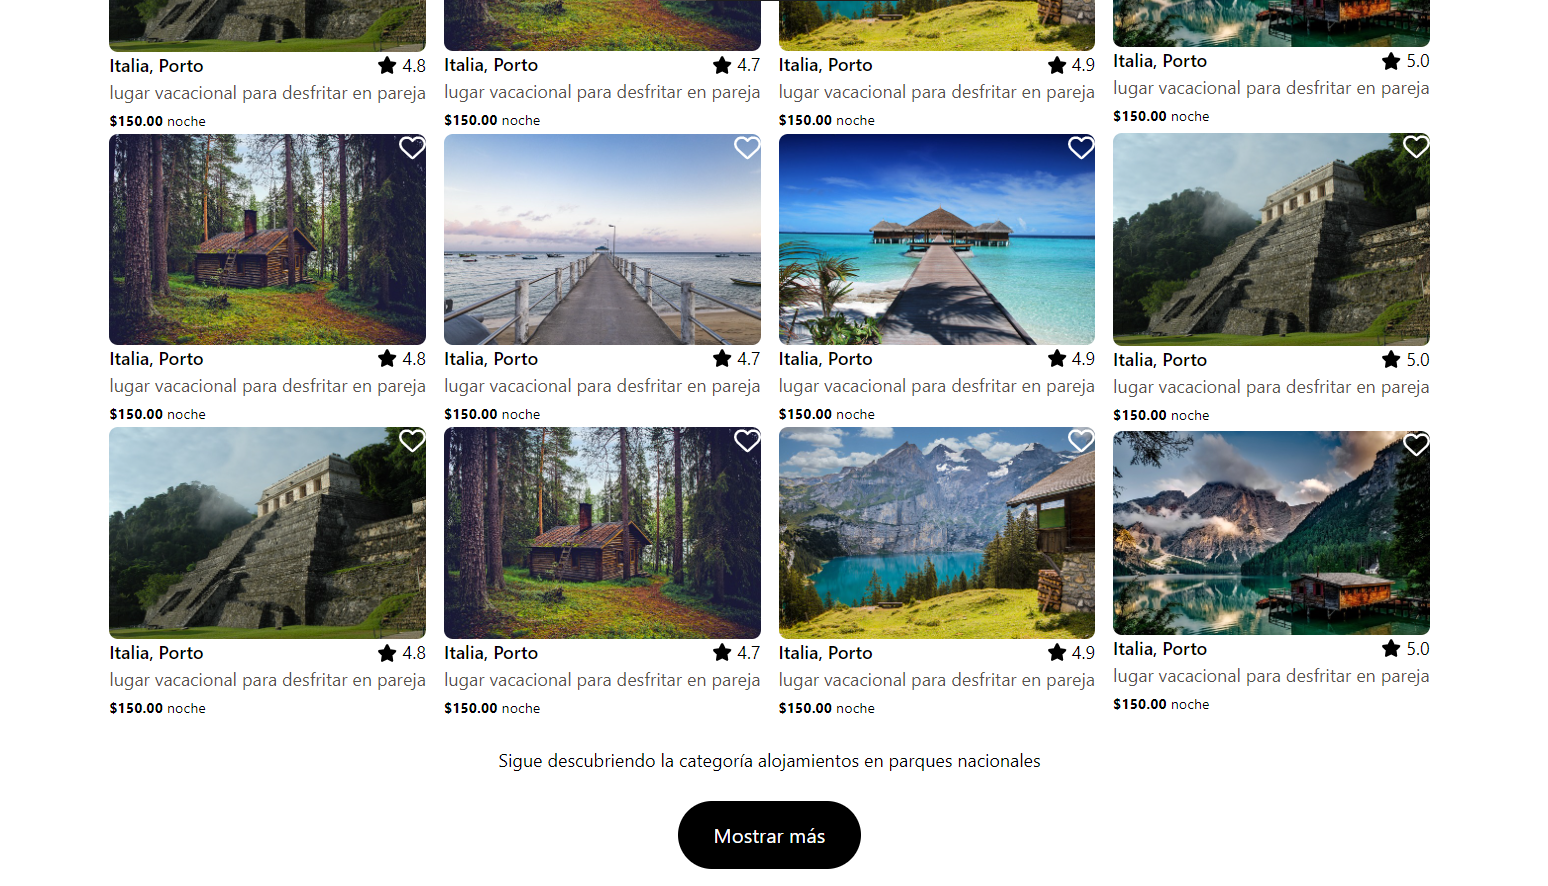 Italia, Porto 4.8
lugar vacacional para desfritar en pareja
$150.00 noche
Italia, Porto 4.7
lugar vacacional para desfritar en pareja
$150.00 noche
Italia, Porto 4.9
lugar vacacional para desfritar en pareja
$150.00 noche
Italia, Porto 5.0
lugar vacacional para desfritar en pareja
$150.00 noche
Italia, Porto 4.8
lugar vacacional para desfritar en pareja
$150.00 noche
Italia, Porto 4.7
lugar vacacional para desfritar en pareja
$150.00 noche
Italia, Porto 4.9
lugar vacacional para desfritar en pareja
$150.00 noche
Italia, Porto 5.0
lugar vacacional para desfritar en pareja
$150.00 noche
Italia, Porto 4.8
lugar vacacional para desfritar en pareja
$150.00 noche
Italia, Porto 4.7
lugar vacacional para desfritar en pareja
$150.00 noche
Italia, Porto 4.9
lugar vacacional para desfritar en pareja
$150.00 noche
Italia, Porto 5.0
lugar vacacional para desfritar en pareja
$150.00 noche
Sigue descubriendo la categoría alojamientos en parques nacionales
Mostrar más